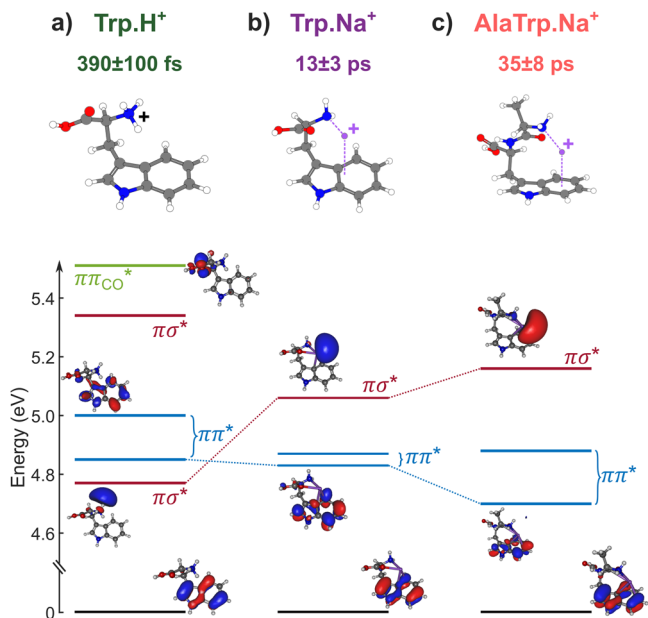 a) Trp.H⁺
390±100 fs
+
b) Trp.Na⁺
13±3 ps
+
c) AlaTrp.Na⁺
35±8 ps
+
Energy (eV)
5.4
5.2
5.0
4.8
4.6
0
ππ_CO*
πσ*
}ππ*
πσ*
πσ*
}ππ*
πσ*
}ππ*